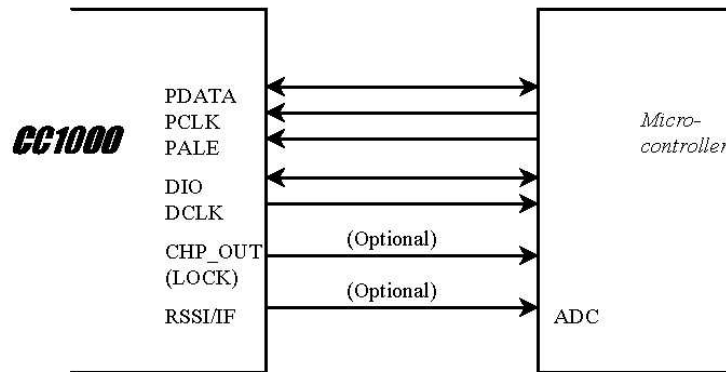 CC1000
PDATA
PCLK
PALE
DIO
DCLK
CHP_OUT
(LOCK)
RSSI/IF
(Optional)
(Optional)
Micro-
controller
ADC